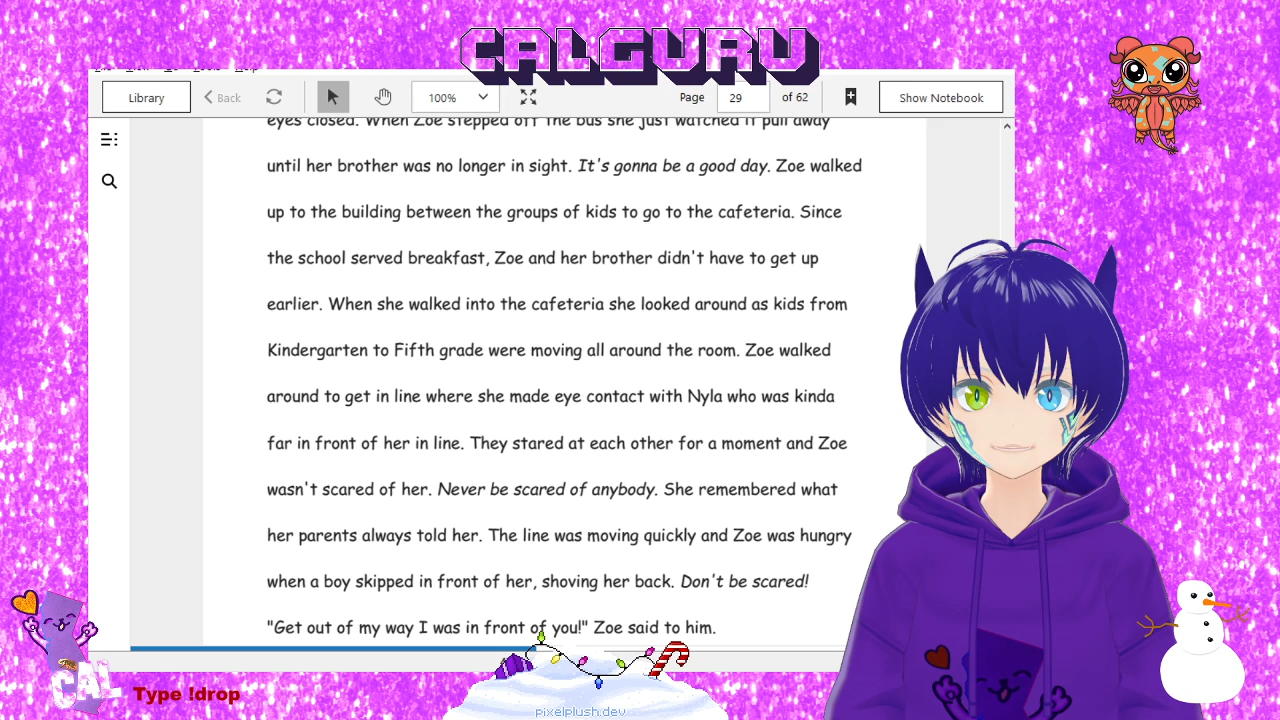 CALGURU
Library
Back
100%
Page 29 of 62
Show Notebook
eyes closed. When Zoe stepped off the bus she just watched it pull away
until her brother was no longer in sight. It's gonna be a good day. Zoe walked
up to the building between the groups of kids to go to the cafeteria. Since
the school served breakfast, Zoe and her brother didn't have to get up
earlier. When she walked into the cafeteria she looked around as kids from
Kindergarten to Fifth grade were moving all around the room. Zoe walked
around to get in line where she made eye contact with Nyla who was kinda
far in front of her in line. They stared at each other for a moment and Zoe
wasn't scared of her. Never be scared of anybody. She remembered what
her parents always told her. The line was moving quickly and Zoe was hungry
when a boy skipped in front of her, shoving her back. Don't be scared!
"Get out of my way I was in front of you!" Zoe said to him.
CAL
Type !drop
pixelplush.dev